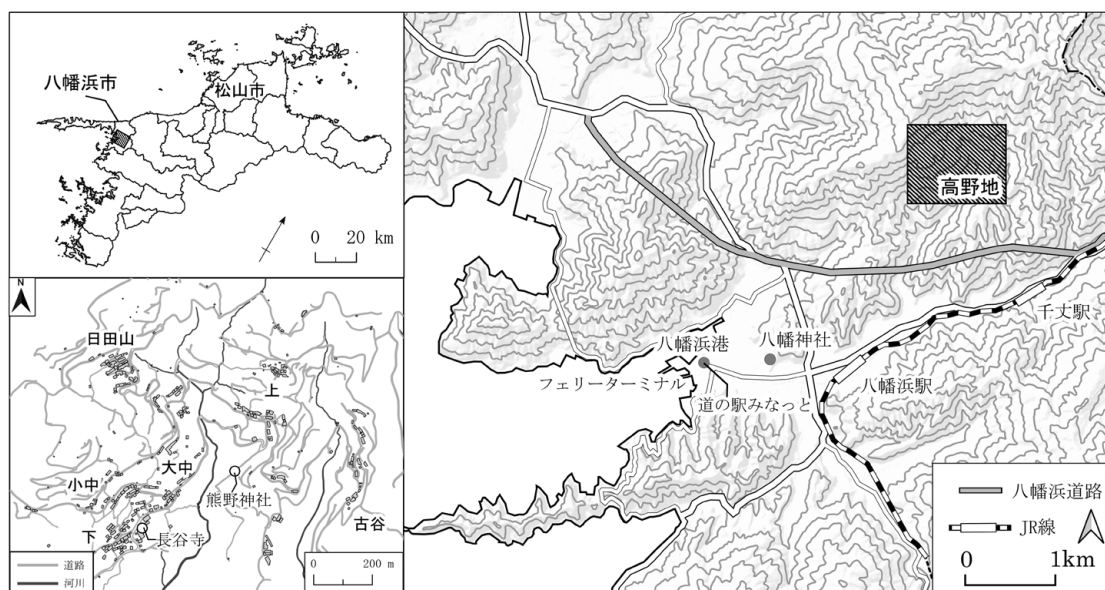 八幡浜市
松山市
0 20 km
N
日田山
上
大中
小中
熊野神社
下
長谷寺
古谷
道路
河川
0 200 m
高野地
千丈駅
八幡浜港
八幡神社
フェリーターミナル
道の駅みなっと
八幡浜駅
八幡浜道路
JR線
0 1km